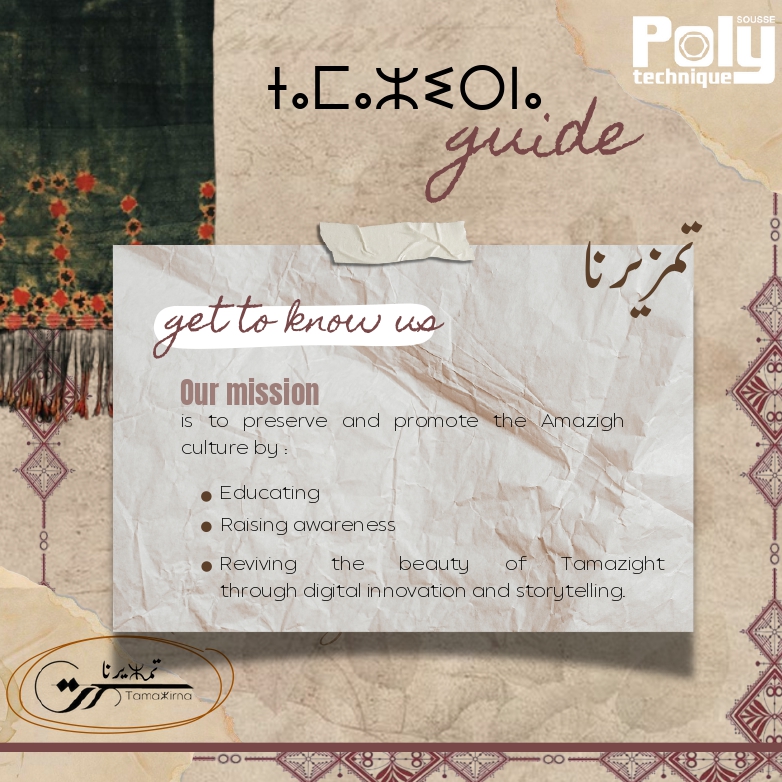 SOUSSE
Poly
technique
ⵜⴰⵎⴰⵣⵉⵔⵏⴰ
guide
تمزيرنا
get to know us
Our mission
is to preserve and promote the Amazigh
culture by :
● Educating
● Raising awareness
● Reviving the beauty of Tamazight
through digital innovation and storytelling.
تمⵣيرنا
Tamaⵣirna